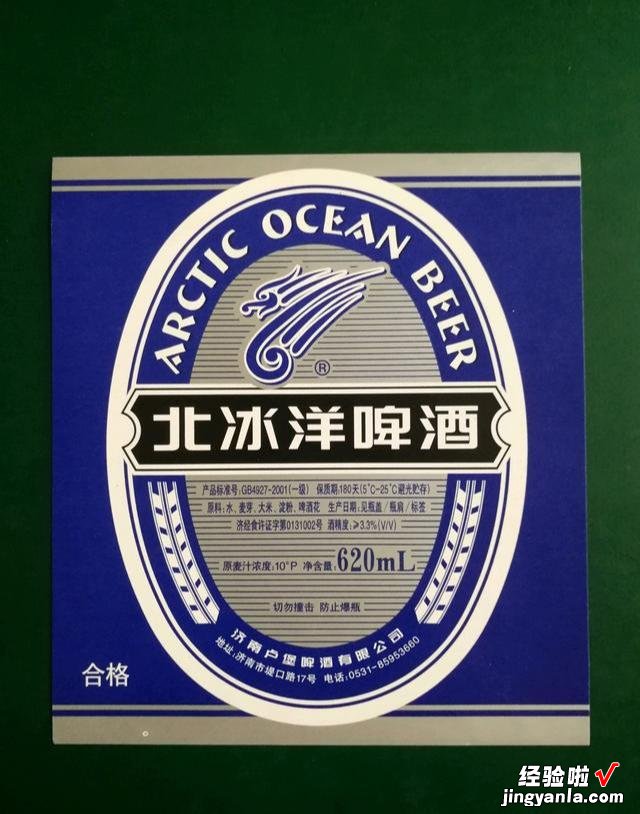 ARCTIC OCEAN BEER
®
北冰洋啤酒
产品标准号:GB4927-2001(一级) 保质期:180天(5℃-25℃避光贮存)
原料:水、麦芽、大米、淀粉、啤酒花 生产日期:见瓶盖/瓶肩/标签
济经食许证字第0131002号 酒精度:≥3.3%(V/V)
原麦汁浓度:10°P 净含量:620mL
切勿撞击 防止爆瓶
济南卢堡啤酒有限公司
地址:济南市堤口路17号 电话:0531-85953660
合格
经验啦√
jingyanla.com